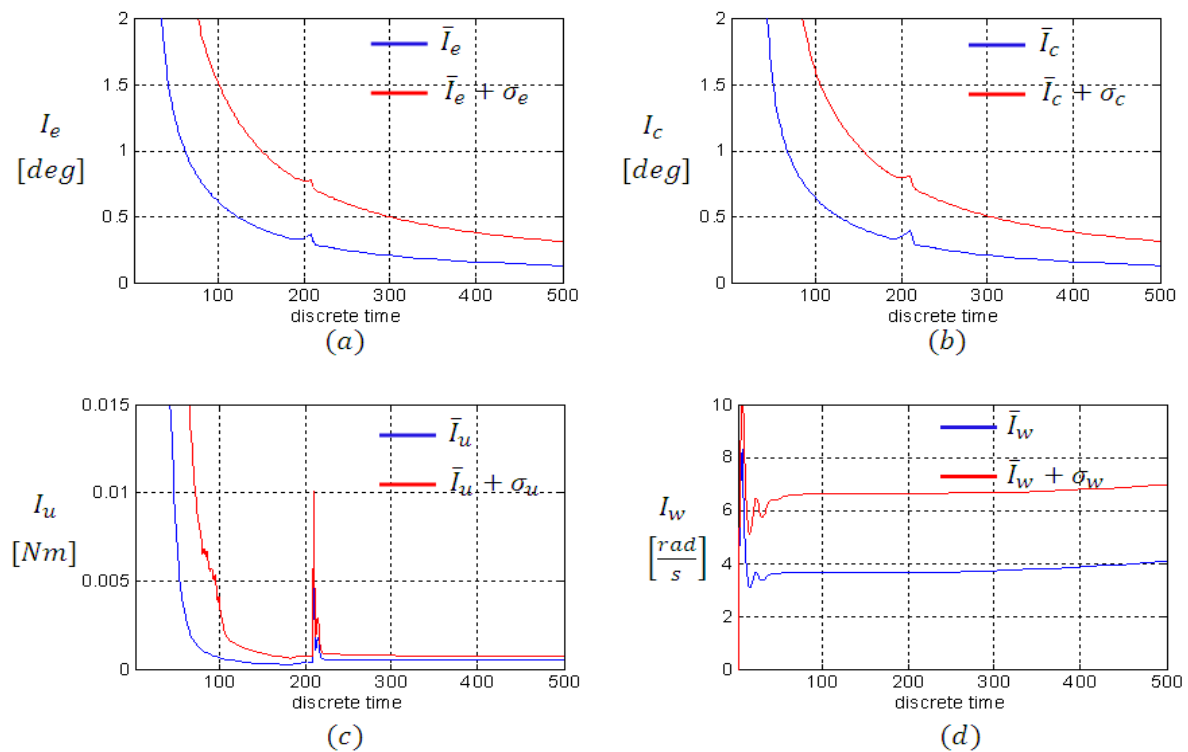 2
1.5
1
0.5
0
I_e
[deg]
Ī_e
Ī_e + σ_e
100 200 300 400 500
discrete time
(a)
2
1.5
1
0.5
0
I_c
[deg]
Ī_c
Ī_c + σ_c
100 200 300 400 500
discrete time
(b)
0.015
0.01
0.005
0
I_u
[Nm]
Ī_u
Ī_u + σ_u
100 200 300 400 500
discrete time
(c)
10
8
6
4
2
0
I_w
[rad/s]
Ī_w
Ī_w + σ_w
100 200 300 400 500
discrete time
(d)